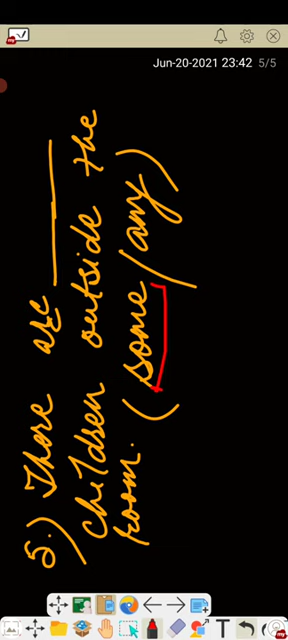 Jun-20-2021 23:42 5/5
5.) There are ______
children outside the
room. (some/any)